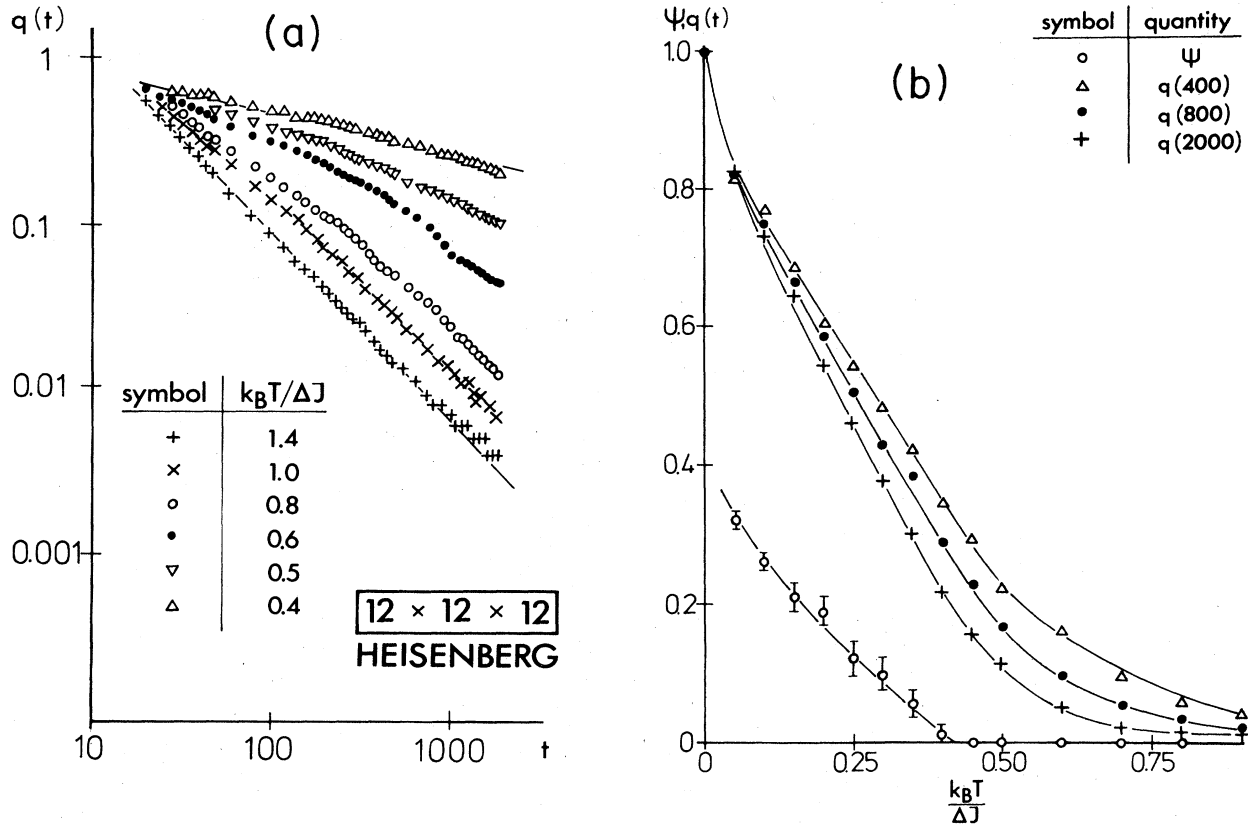 q (t)
(a)
1
0.1
0.01
0.001
symbol kBT/ΔJ
+ 1.4
× 1.0
○ 0.8
● 0.6
▽ 0.5
△ 0.4
12 × 12 × 12
HEISENBERG
10 100 1000 t
Ψ,q(t)
(b)
symbol quantity
○ Ψ
△ q(400)
● q(800)
+ q(2000)
1.0
0.8
0.6
0.4
0.2
0
0 0.25 0.50 0.75
kBT
ΔJ